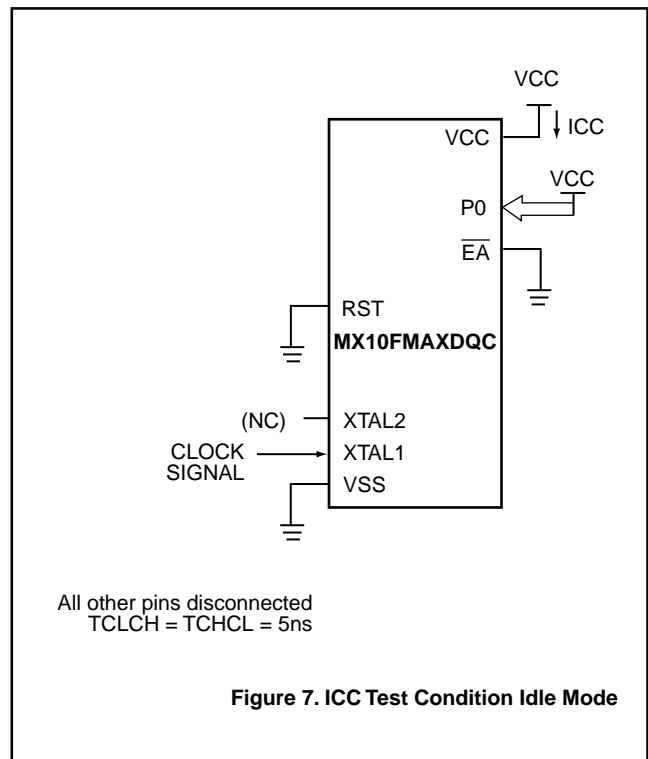 VCC
VCC
ICC
VCC
P0
EA
RST
MX10FMAXDQC
(NC)
XTAL2
CLOCK
SIGNAL
XTAL1
VSS
All other pins disconnected
TCLCH = TCHCL = 5ns
Figure 7. ICC Test Condition Idle Mode